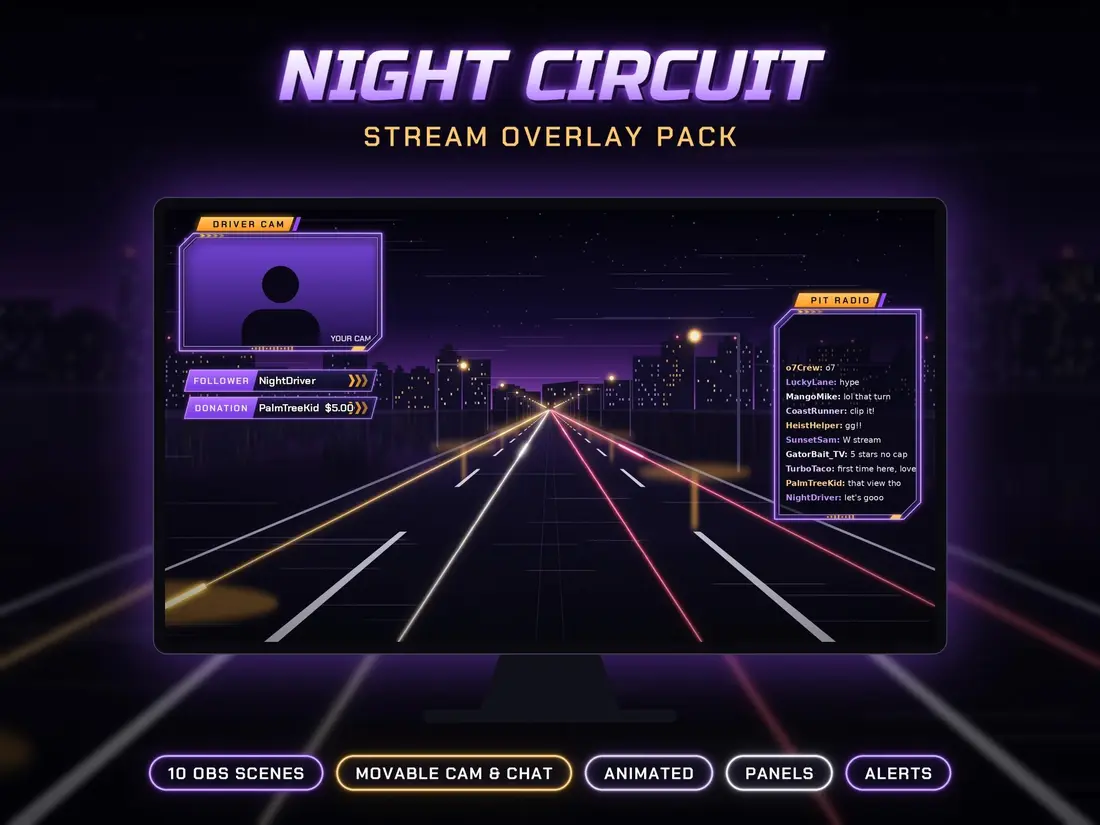 NIGHT CIRCUIT
STREAM OVERLAY PACK
DRIVER CAM
YOUR CAM
FOLLOWER NightDriver
DONATION PalmTreeKid $5.00
PIT RADIO
o7Crew: o7
LuckyLane: hype
MangoMike: lol that turn
CoastRunner: clip it!
HeistHelper: gg!!
SunsetSam: W stream
GatorBait_TV: 5 stars no cap
TurboTaco: first time here, love
PalmTreeKid: that view tho
NightDriver: let's gooo
10 OBS SCENES
MOVABLE CAM & CHAT
ANIMATED
PANELS
ALERTS